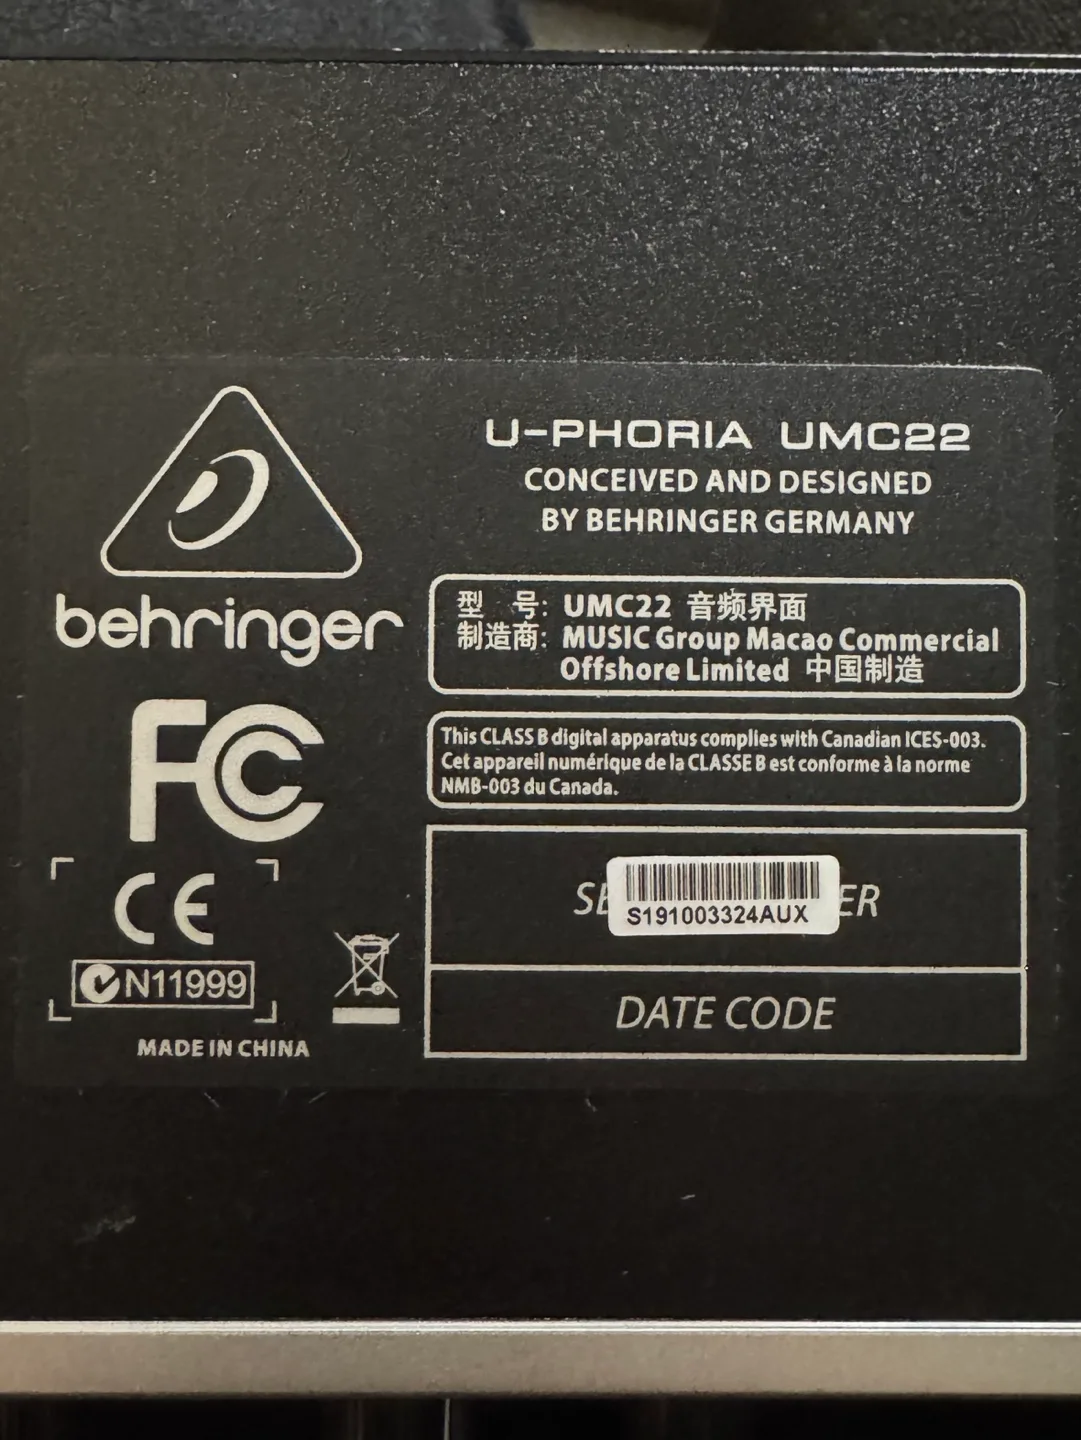 U-PHORIA UMC22
CONCEIVED AND DESIGNED
BY BEHRINGER GERMANY
behringer
型 号: UMC22 音频界面
制造商: MUSIC Group Macao Commercial
Offshore Limited 中国制造
FC
This CLASS B digital apparatus complies with Canadian ICES-003.
Cet appareil numérique de la CLASSE B est conforme à la norme
NMB-003 du Canada.
CE
N11999
MADE IN CHINA
S191003324AUX
DATE CODE